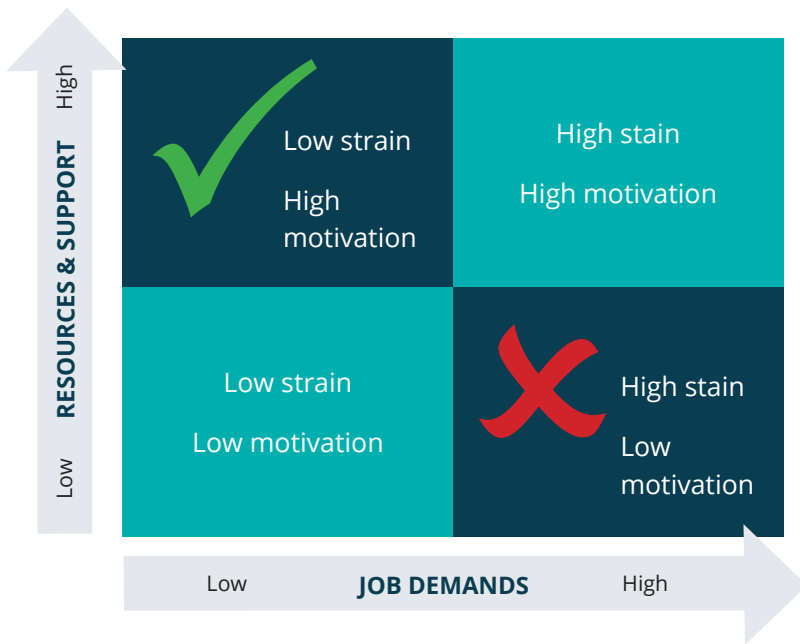 High
RESOURCES & SUPPORT
Low
Low strain
High
motivation
High stain
High motivation
Low strain
Low motivation
High stain
Low
motivation
Low
JOB DEMANDS
High